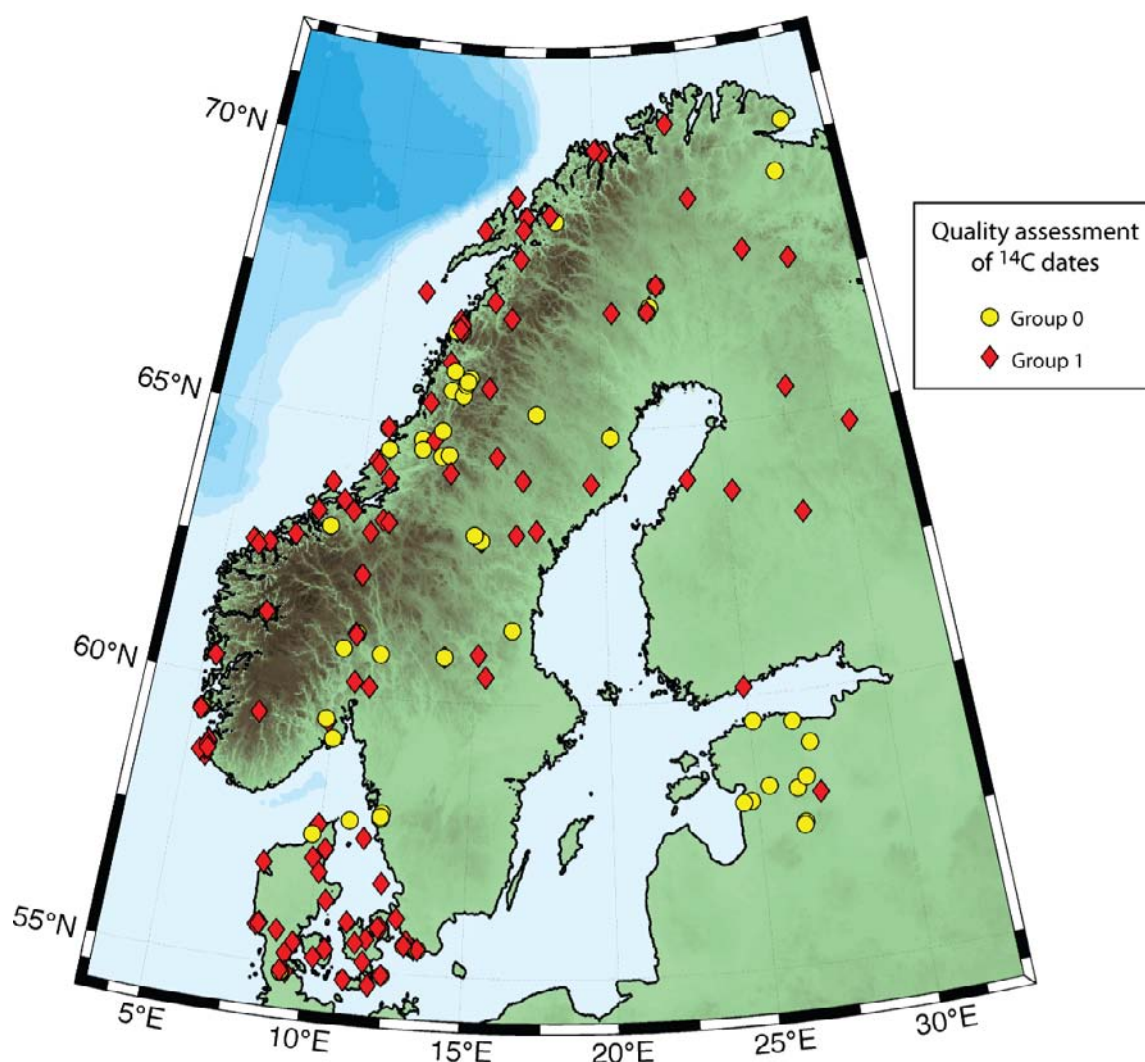 70°N
65°N
60°N
55°N
5°E
10°E
15°E
20°E
25°E
30°E
Quality assessment
of ¹⁴C dates
Group 0
Group 1